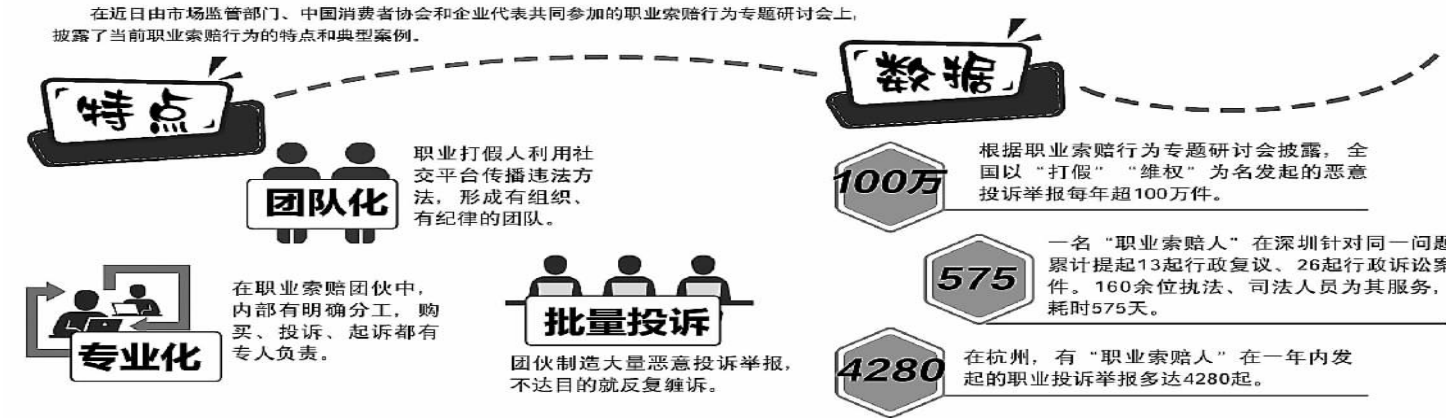 在近日由市场监管部门、中国消费者协会和企业代表共同参加的职业索赔行为专题研讨会上，
披露了当前职业索赔行为的特点和典型案例。
「特点」
团队化
职业打假人利用社
交平台传播违法方
法，形成有组织、
有纪律的团队。
专业化
在职业索赔团伙中，
内部有明确分工，购
买、投诉、起诉都有
专人负责。
批量投诉
团伙制造大量恶意投诉举报，
不达目的就反复缠诉。
「数据」
100万
根据职业索赔行为专题研讨会披露，全
国以“打假”“维权”为名发起的恶意
投诉举报每年超100万件。
575
一名“职业索赔人”在深圳针对同一问题
累计提起13起行政复议、26起行政诉讼案
件。160余位执法、司法人员为其服务，
耗时575天。
4280
在杭州，有“职业索赔人”在一年内发
起的职业投诉举报多达4280起。